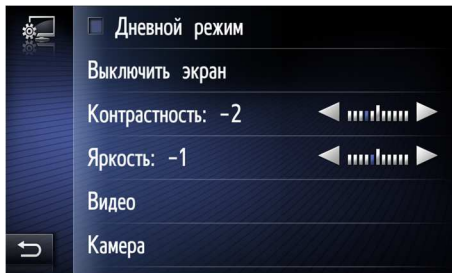 Дневной режим
Выключить экран
Контрастность: -2
Яркость: -1
Видео
Камера